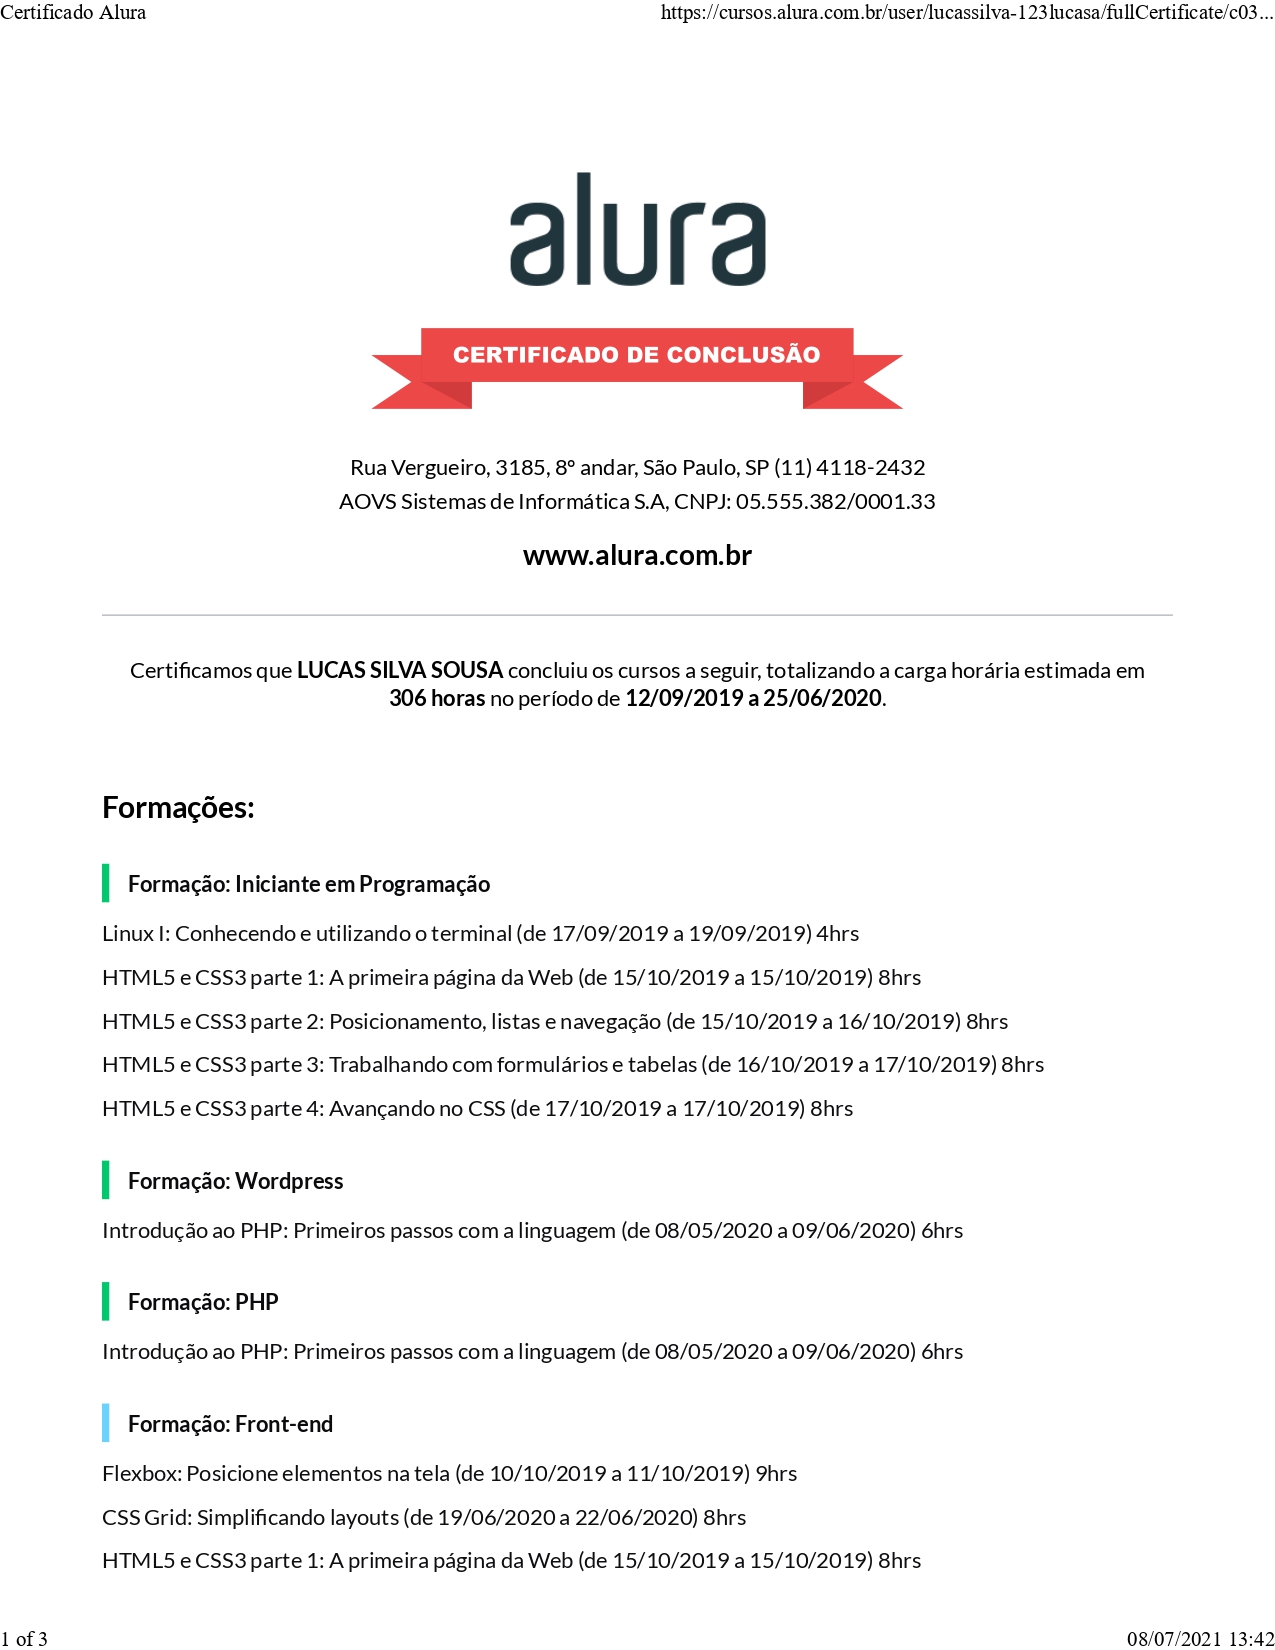 Certificado Alura
https://cursos.alura.com.br/user/lucassilva-123lucasa/fullCertificate/c03...
alura
CERTIFICADO DE CONCLUSÃO
Rua Vergueiro, 3185, 8º andar, São Paulo, SP (11) 4118-2432
AOVS Sistemas de Informática S.A, CNPJ: 05.555.382/0001.33
www.alura.com.br
Certificamos que LUCAS SILVA SOUSA concluiu os cursos a seguir, totalizando a carga horária estimada em
306 horas no período de 12/09/2019 a 25/06/2020.
Formações:
Formação: Iniciante em Programação
Linux I: Conhecendo e utilizando o terminal (de 17/09/2019 a 19/09/2019) 4hrs
HTML5 e CSS3 parte 1: A primeira página da Web (de 15/10/2019 a 15/10/2019) 8hrs
HTML5 e CSS3 parte 2: Posicionamento, listas e navegação (de 15/10/2019 a 16/10/2019) 8hrs
HTML5 e CSS3 parte 3: Trabalhando com formulários e tabelas (de 16/10/2019 a 17/10/2019) 8hrs
HTML5 e CSS3 parte 4: Avançando no CSS (de 17/10/2019 a 17/10/2019) 8hrs
Formação: Wordpress
Introdução ao PHP: Primeiros passos com a linguagem (de 08/05/2020 a 09/06/2020) 6hrs
Formação: PHP
Introdução ao PHP: Primeiros passos com a linguagem (de 08/05/2020 a 09/06/2020) 6hrs
Formação: Front-end
Flexbox: Posicione elementos na tela (de 10/10/2019 a 11/10/2019) 9hrs
CSS Grid: Simplificando layouts (de 19/06/2020 a 22/06/2020) 8hrs
HTML5 e CSS3 parte 1: A primeira página da Web (de 15/10/2019 a 15/10/2019) 8hrs
1 of 3
08/07/2021 13:42